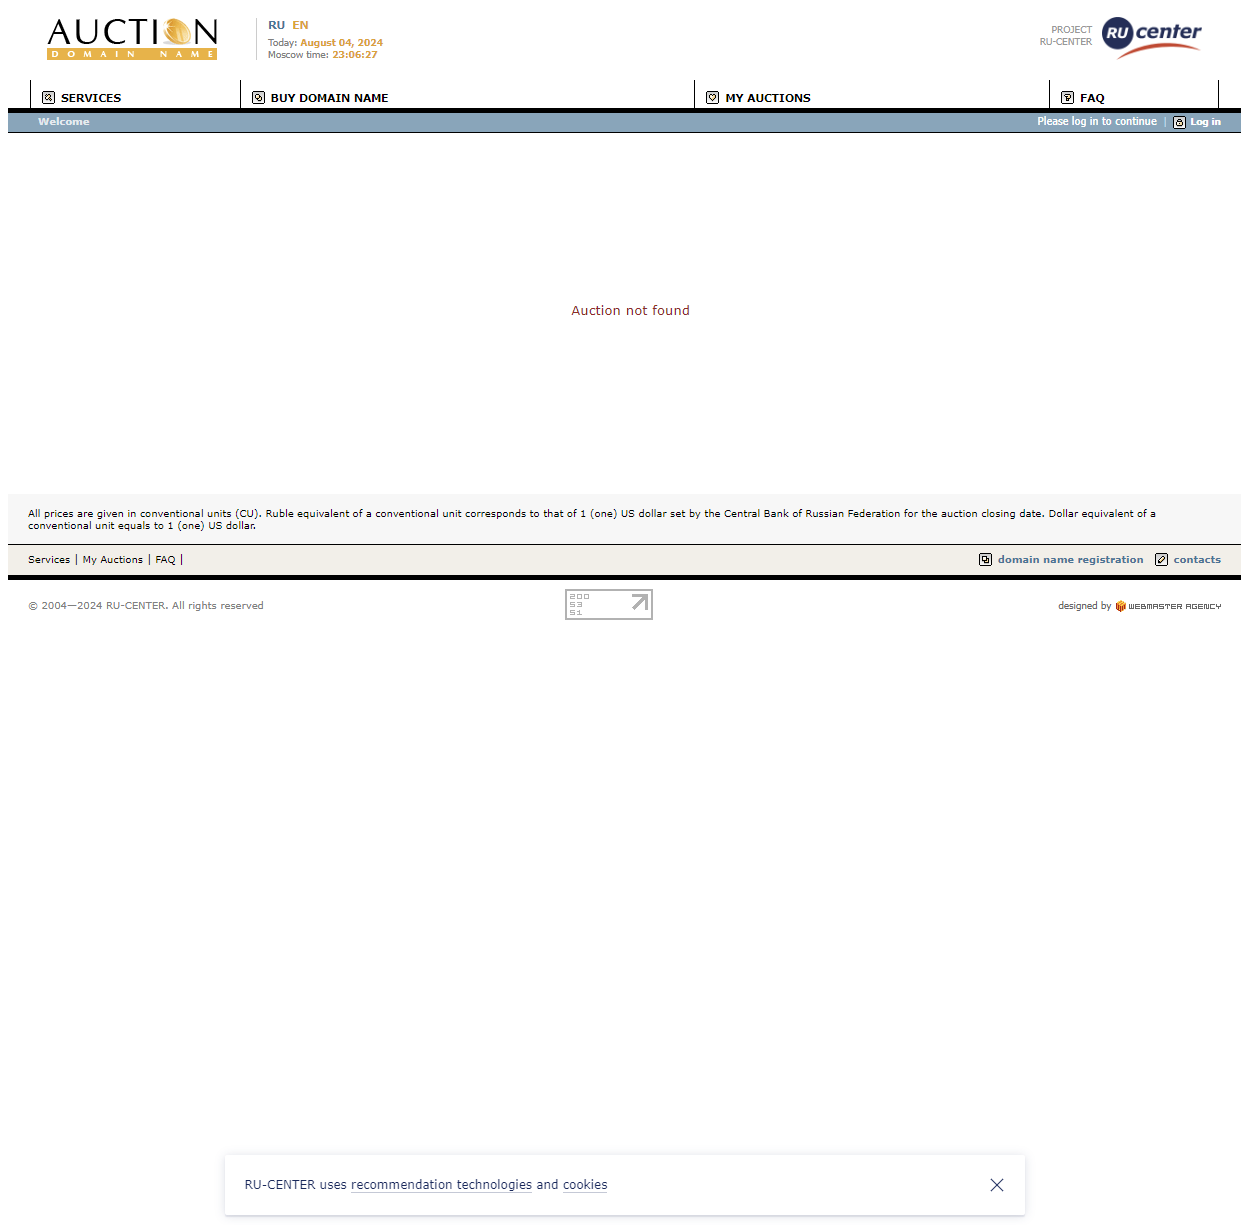 AUCTION
DOMAIN NAME
RU EN
Today: August 04, 2024
Moscow time: 23:06:27
PROJECT
RU-CENTER
RU center
SERVICES
BUY DOMAIN NAME
MY AUCTIONS
FAQ
Welcome
Please log in to continue | Log in
Auction not found
All prices are given in conventional units (CU). Ruble equivalent of a conventional unit corresponds to that of 1 (one) US dollar set by the Central Bank of Russian Federation for the auction closing date. Dollar equivalent of a
conventional unit equals to 1 (one) US dollar.
Services | My Auctions | FAQ |
domain name registration
contacts
© 2004—2024 RU-CENTER. All rights reserved
200
53
51
designed by WEBMASTER AGENCY
RU-CENTER uses recommendation technologies and cookies